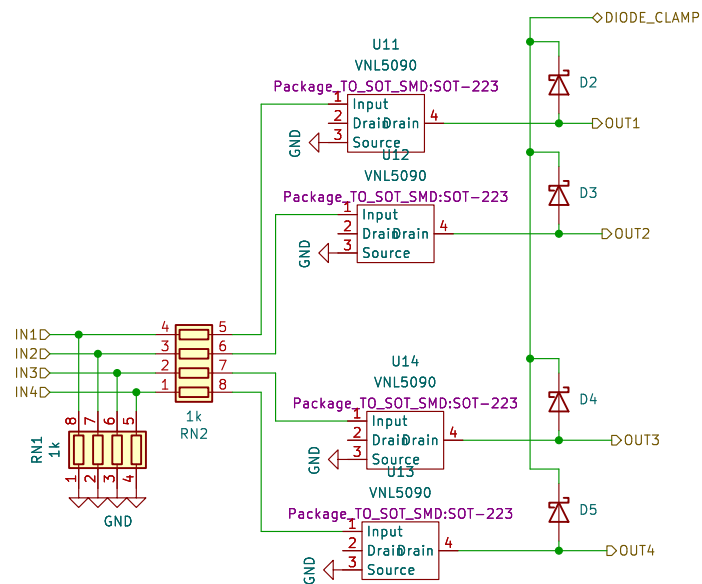 DIODE_CLAMP
U11
VNL5090
Package_TO_SOT_SMD:SOT-223
D2
1 Input
2 Drain Drain 4
OUT1
3 Source
GND
U12
VNL5090
Package_TO_SOT_SMD:SOT-223
D3
1 Input
2 Drain Drain 4
OUT2
3 Source
GND
IN1 4 5
IN2 3 6
IN3 2 7
IN4 1 8
1k
RN2
U14
VNL5090
Package_TO_SOT_SMD:SOT-223
D4
1 Input
2 Drain Drain 4
OUT3
3 Source
GND
8 7 6 5
RN1
1k
1 2 3 4
GND
U13
VNL5090
Package_TO_SOT_SMD:SOT-223
D5
1 Input
2 Drain Drain 4
OUT4
3 Source
GND